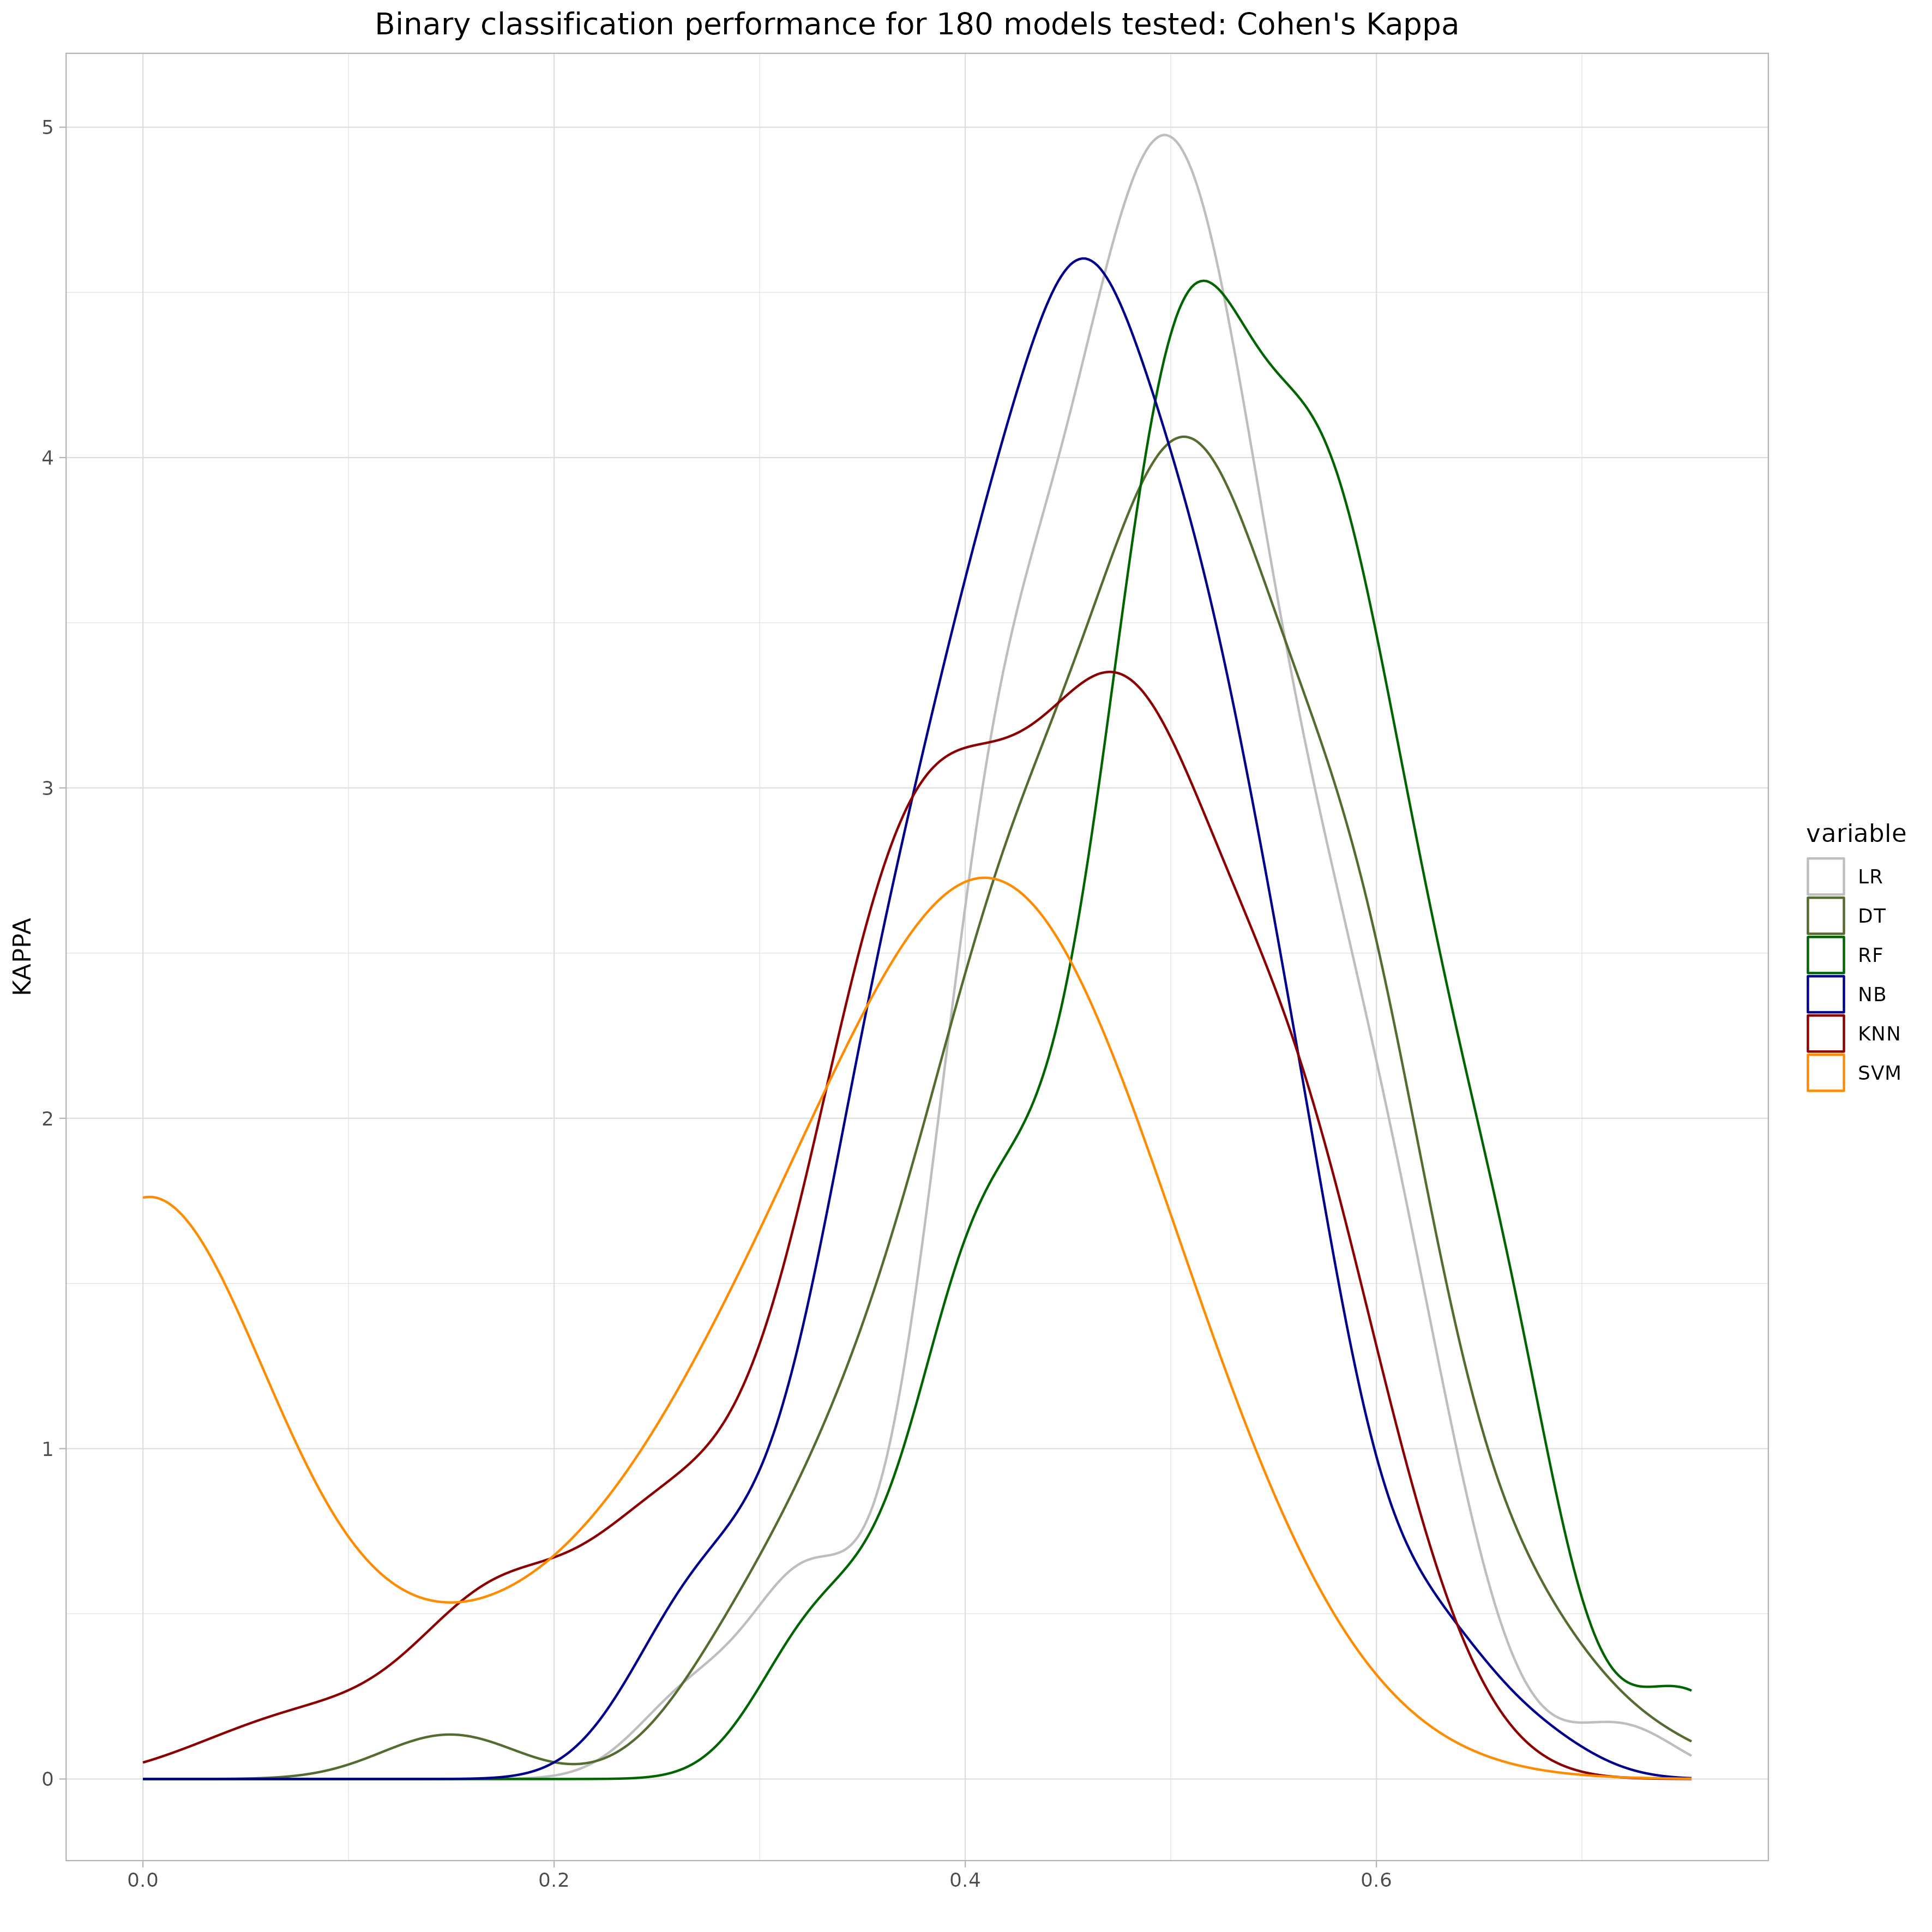 Binary classification performance for 180 models tested: Cohen's Kappa
5
4
3
2
1
0
KAPPA
0.0 0.2 0.4 0.6
variable
LR
DT
RF
NB
KNN
SVM